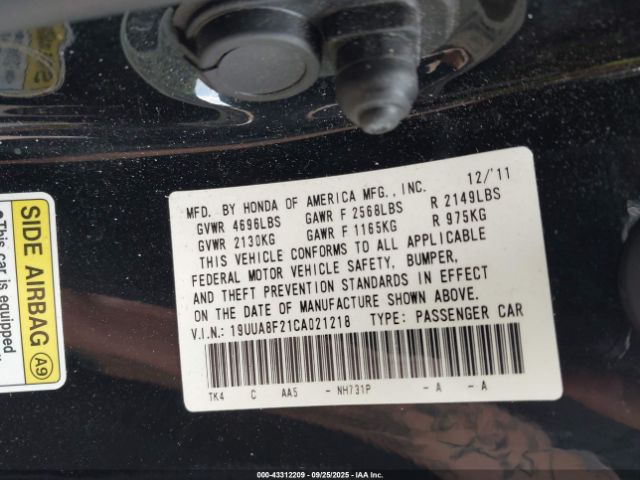 MFD. BY HONDA OF AMERICA MFG., INC. 12/'11
GVWR 4696LBS GAWR F 2568LBS R 2149LBS
GVWR 2130KG GAWR F 1165KG R 975KG
THIS VEHICLE CONFORMS TO ALL APPLICABLE
FEDERAL MOTOR VEHICLE SAFETY, BUMPER,
AND THEFT PREVENTION STANDARDS IN EFFECT
ON THE DATE OF MANUFACTURE SHOWN ABOVE.
V.I.N.: 19UUA8F21CA021218 TYPE: PASSENGER CAR
TK4 C AA5 - NH731P - A - A
SIDE AIRBAG A9
This car is equipped
000-43312209 - 09/25/2025 - IAA Inc.